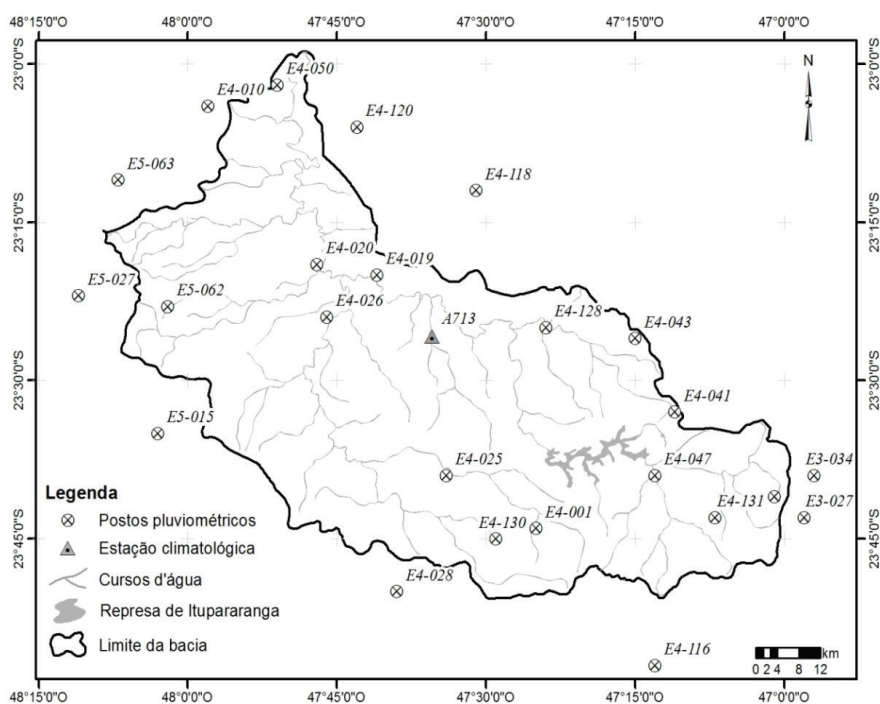 48°15'0"O 48°0'0"O 47°45'0"O 47°30'0"O 47°15'0"O 47°0'0"O
23°0'0"S
23°15'0"S
23°30'0"S
23°45'0"S
N
E4-050
E4-010
E4-120
E5-063
E4-118
E4-020
E4-019
E5-027
E5-062
E4-026
A713
E4-128
E4-043
E4-041
E5-015
E4-025
E4-047
E3-034
E4-131
E3-027
E4-130
E4-001
E4-028
E4-116
Legenda
Postos pluviométricos
Estação climatológica
Cursos d'água
Represa de Itupararanga
Limite da bacia
km
0 2 4 8 12
23°0'0"S
23°15'0"S
23°30'0"S
23°45'0"S
48°15'0"O 48°0'0"O 47°45'0"O 47°30'0"O 47°15'0"O 47°0'0"O